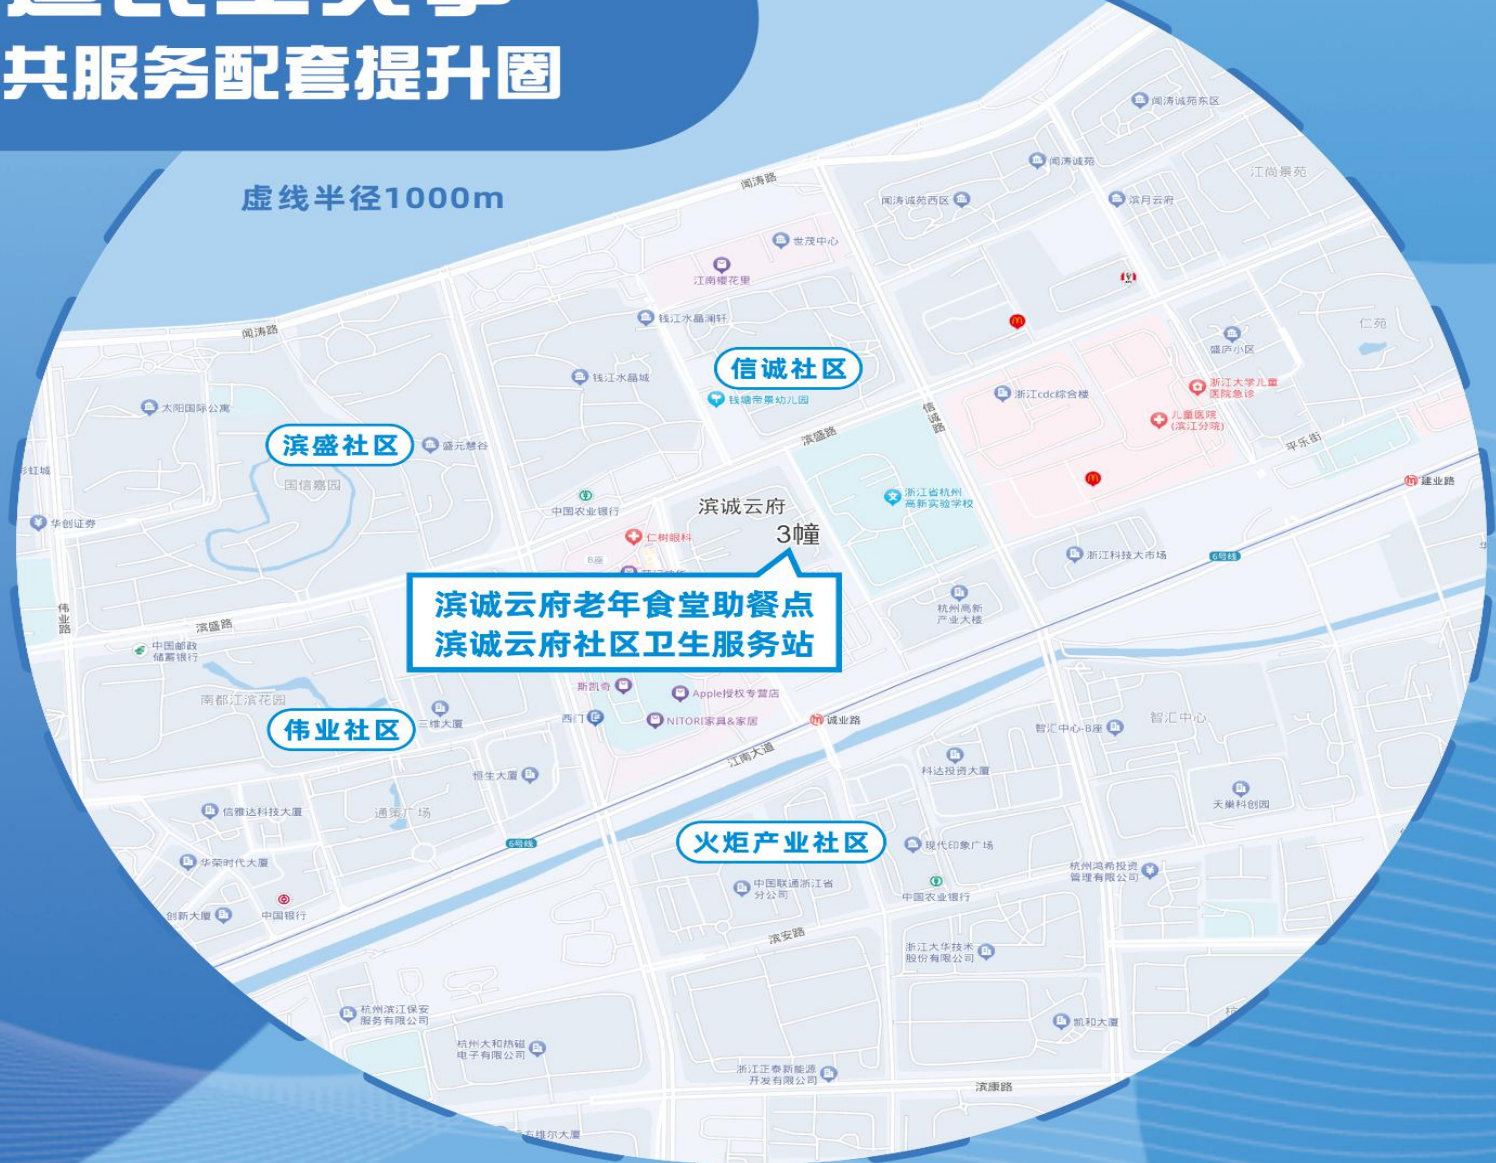 共服务配套提升圈
虚线半径1000m
闻涛诚苑东区
闻涛诚苑
江尚景苑
闻涛路
闻涛诚苑西区
滨月云府
世茂中心
江南樱花里
钱江水晶澜轩
仁苑
闻涛路
盛庐小区
信诚社区
钱江水晶城
浙江大学儿童
医院急诊
浙江cdc综合楼
钱塘帝景幼儿园
太阳国际公寓
信诚路
儿童医院
(滨江分院)
滨盛路
平乐街
滨盛社区
盛元慧谷
国信嘉园
建业路
浙江省杭州
高新实验学校
中国农业银行
滨诚云府
3幢
华创证券
仁树眼科
B座
浙江科技大市场
6号线
滨诚云府老年食堂助餐点
滨诚云府社区卫生服务站
杭州高新
产业大楼
伟业路
滨盛路
中国邮政
储蓄银行
斯凯奇
Apple授权专营店
南都江滨花园
伟业社区
三维大厦
西门
NITORI家具&家居
诚业路
智汇中心
智汇中心-B座
江南大道
科达投资大厦
恒生大厦
天巢科创园
信雅达科技大厦
通策广场
6号线
火炬产业社区
现代印象广场
华荣时代大厦
杭州鸿希投资
管理有限公司
中国联通浙江省
分公司
中国农业银行
创新大厦
中国银行
滨安路
浙江大华技术
股份有限公司
杭州滨江保安
服务有限公司
凯和大厦
杭州大和热磁
电子有限公司
浙江正泰新能源
开发有限公司
滨康路
维尔大厦